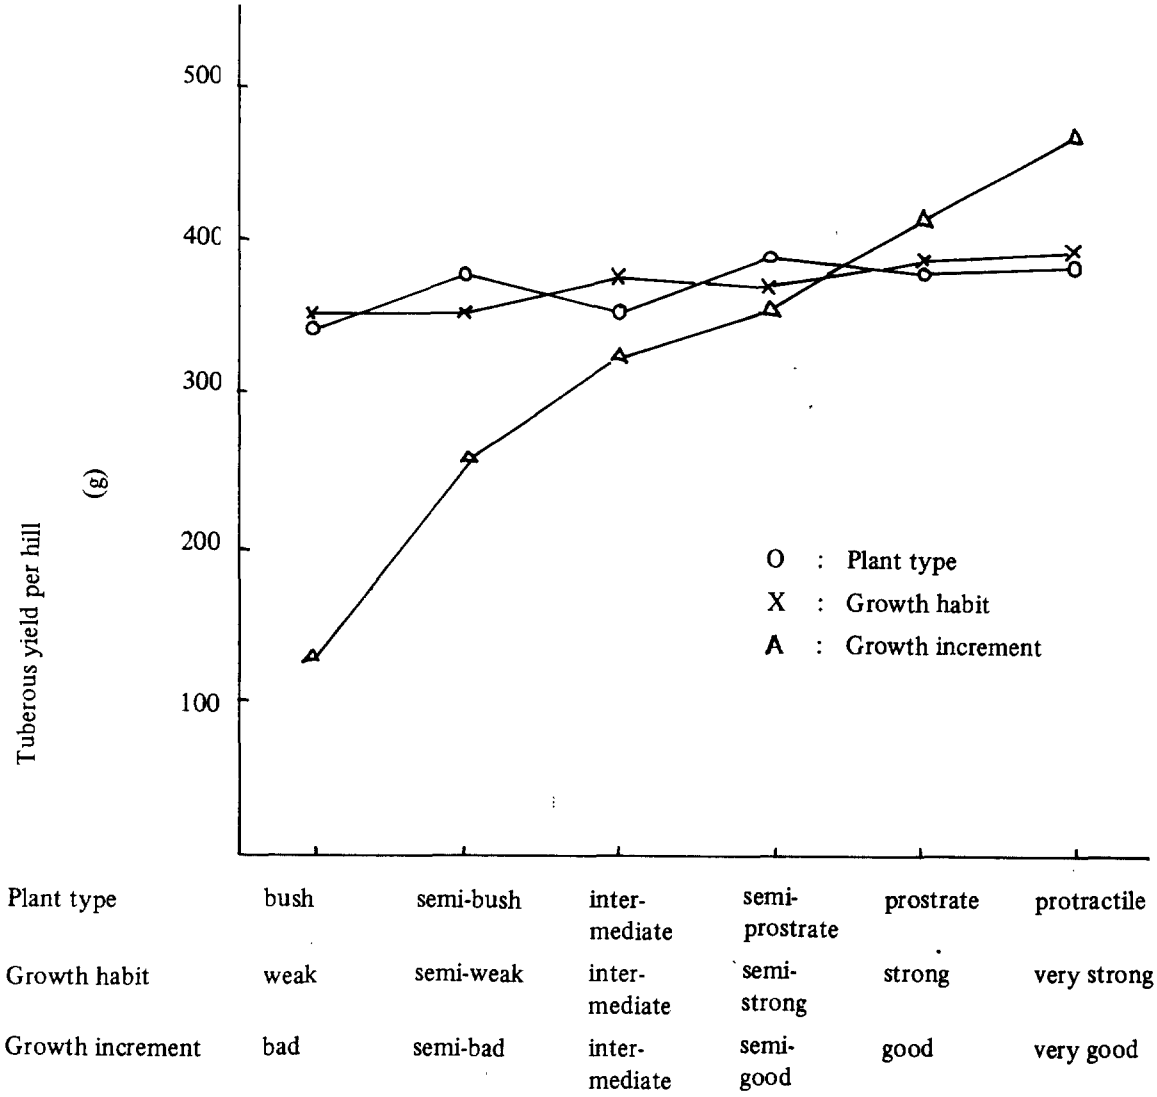 500
400
300
(g)
200
Tuberous yield per hill
100
O : Plant type
X : Growth habit
Δ : Growth increment
Plant type bush semi-bush inter- semi- prostrate protractile
mediate prostrate
Growth habit weak semi-weak inter- semi- strong very strong
mediate strong
Growth increment bad semi-bad inter- semi- good very good
mediate good